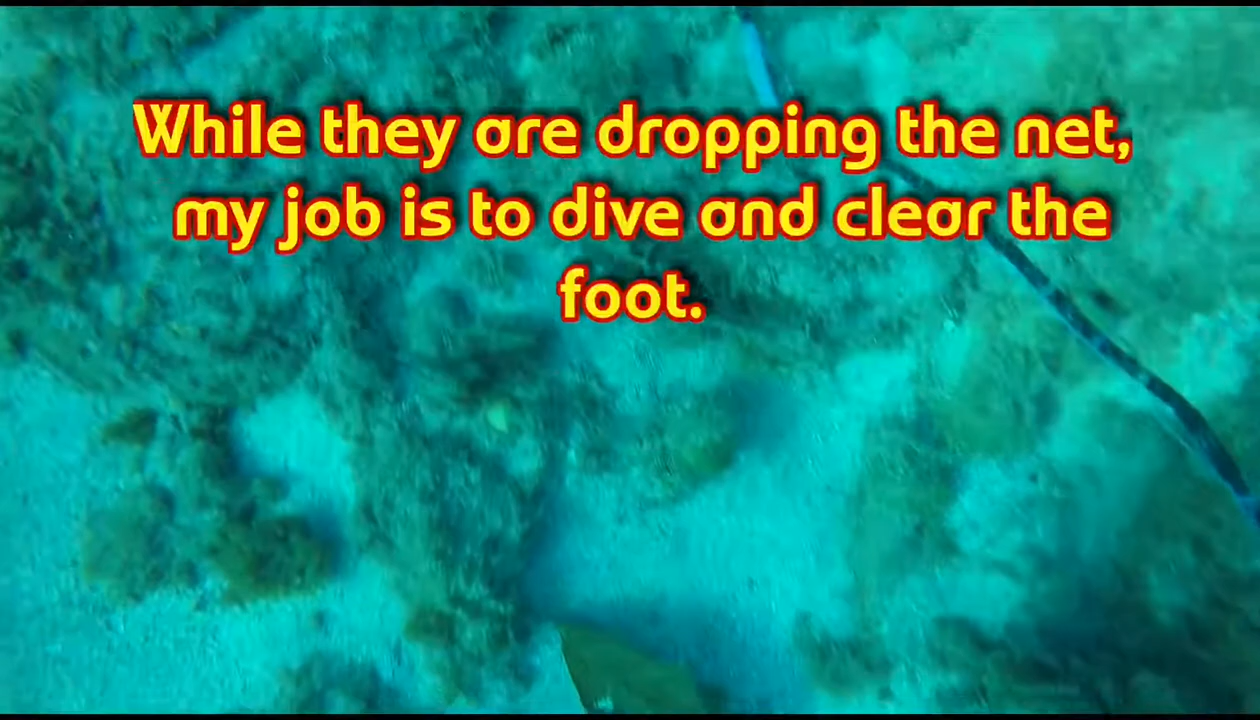 While they are dropping the net,
my job is to dive and clear the
foot.